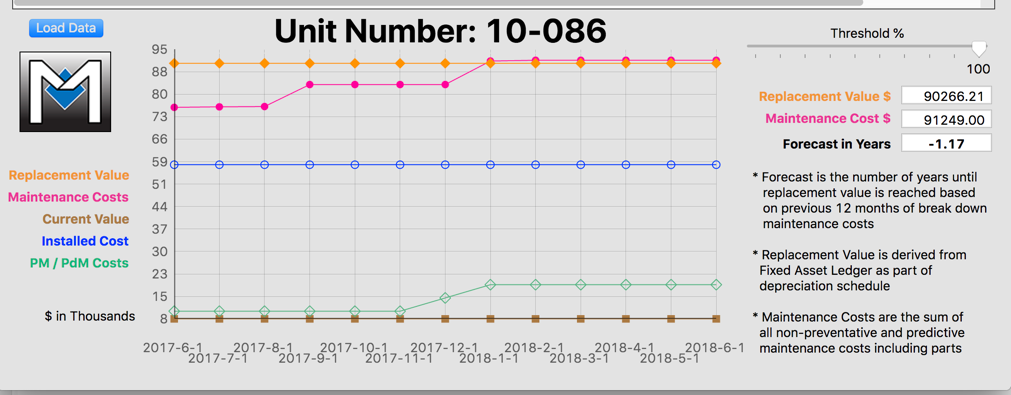 Load Data
Unit Number: 10-086
Threshold %
100
Replacement Value $ 90266.21
Maintenance Cost $ 91249.00
Forecast in Years -1.17
* Forecast is the number of years until
replacement value is reached based
on previous 12 months of break down
maintenance costs
* Replacement Value is derived from
Fixed Asset Ledger as part of
depreciation schedule
* Maintenance Costs are the sum of
all non-preventative and predictive
maintenance costs including parts
M
Replacement Value
Maintenance Costs
Current Value
Installed Cost
PM / PdM Costs
$ in Thousands
95
88
80
73
66
59
51
44
37
30
23
15
8
2017-6-1
2017-7-1
2017-8-1
2017-9-1
2017-10-1
2017-11-1
2017-12-1
2018-1-1
2018-2-1
2018-3-1
2018-4-1
2018-5-1
2018-6-1